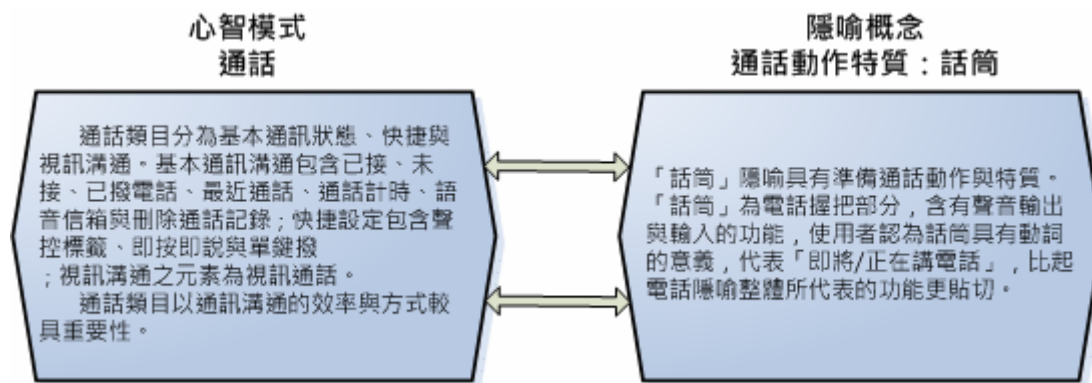 心智模式
通話
通話類目分為基本通訊狀態、快捷與
視訊溝通。基本通訊溝通包含已接、未
接、已撥電話、最近通話、通話計時、語
音信箱與刪除通話記錄；快捷設定包含聲
控標籤、即按即說與單鍵撥
；視訊溝通之元素為視訊通話。
通話類目以通訊溝通的效率與方式較
具重要性。
隱喻概念
通話動作特質：話筒
「話筒」隱喻具有準備通話動作與特質。
「話筒」為電話握把部分，含有聲音輸出
與輸入的功能，使用者認為話筒具有動詞
的意義，代表「即將/正在講電話」，比起
電話隱喻整體所代表的功能更貼切。